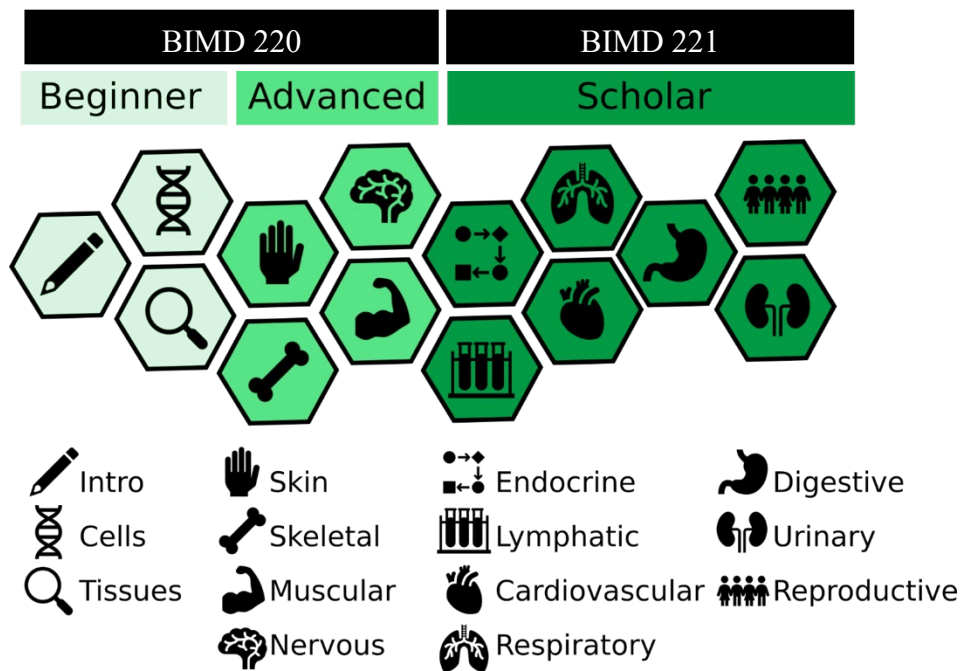 BIMD 220 BIMD 221
Beginner Advanced Scholar
Intro Skin Endocrine Digestive
Cells Skeletal Lymphatic Urinary
Tissues Muscular Cardiovascular Reproductive
Nervous Respiratory